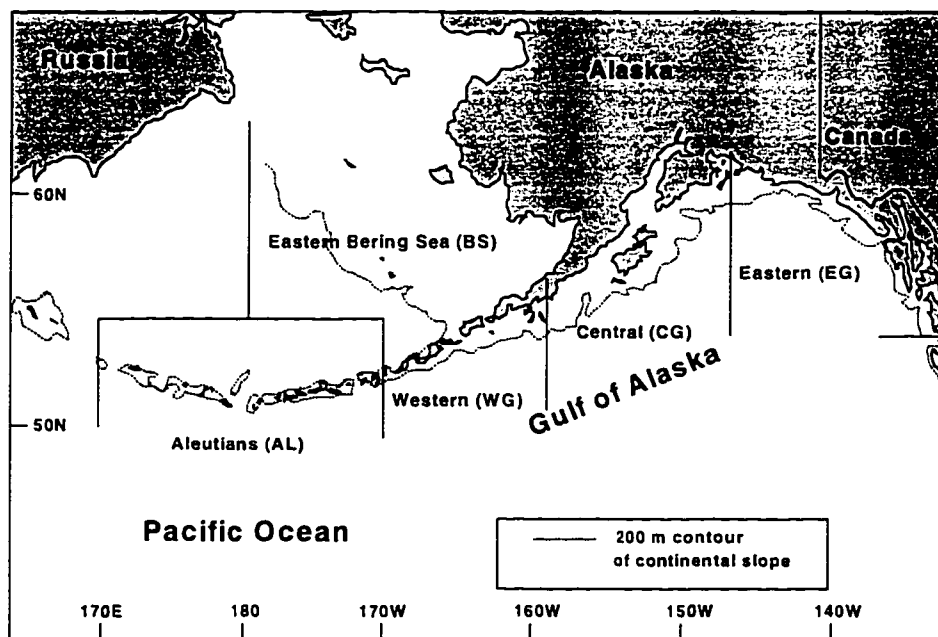 Russia
Alaska
Canada
60N
Eastern Bering Sea (BS)
Eastern (EG)
Central (CG)
Western (WG)
Gulf of Alaska
50N
Aleutians (AL)
Pacific Ocean
200 m contour
of continental slope
170E 180 170W 160W 150W 140W